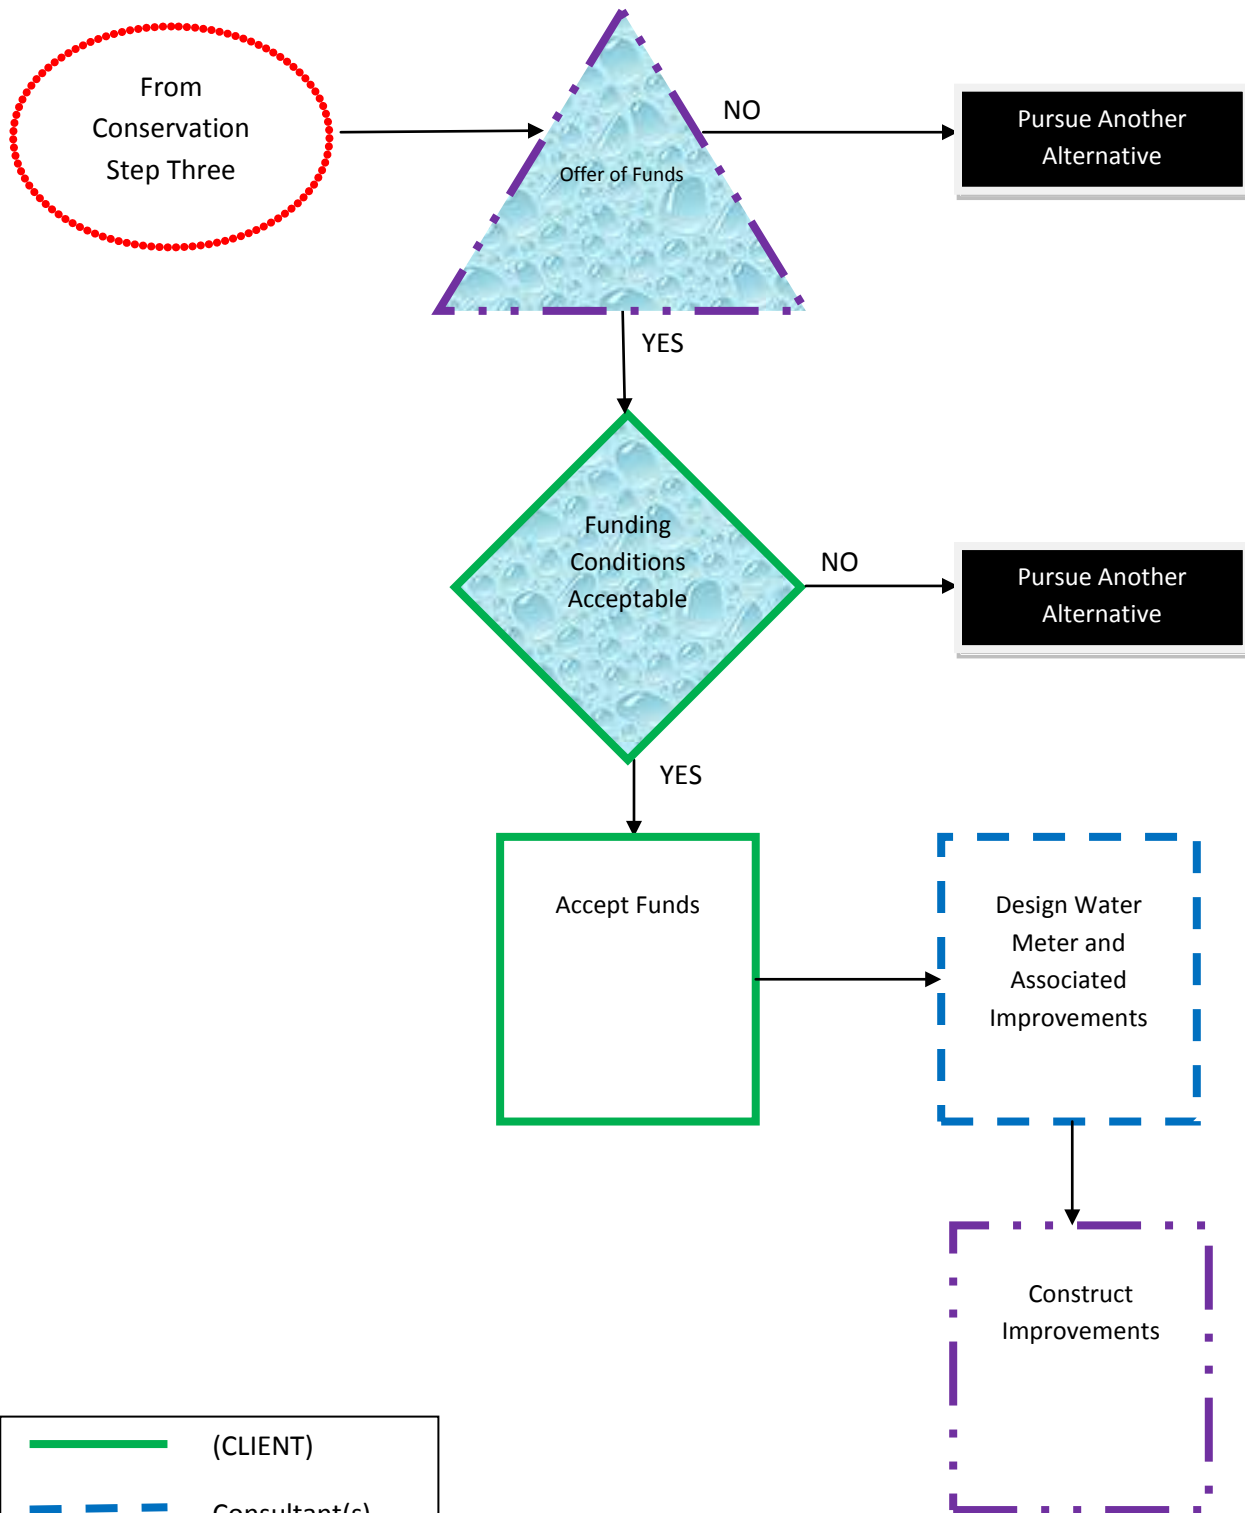 From
Conservation
Step Three
Offer of Funds
NO
Pursue Another
Alternative
YES
Funding
Conditions
Acceptable
NO
Pursue Another
Alternative
YES
Accept Funds
Design Water
Meter and
Associated
Improvements
Construct
Improvements
(CLIENT)
Consultant(s)